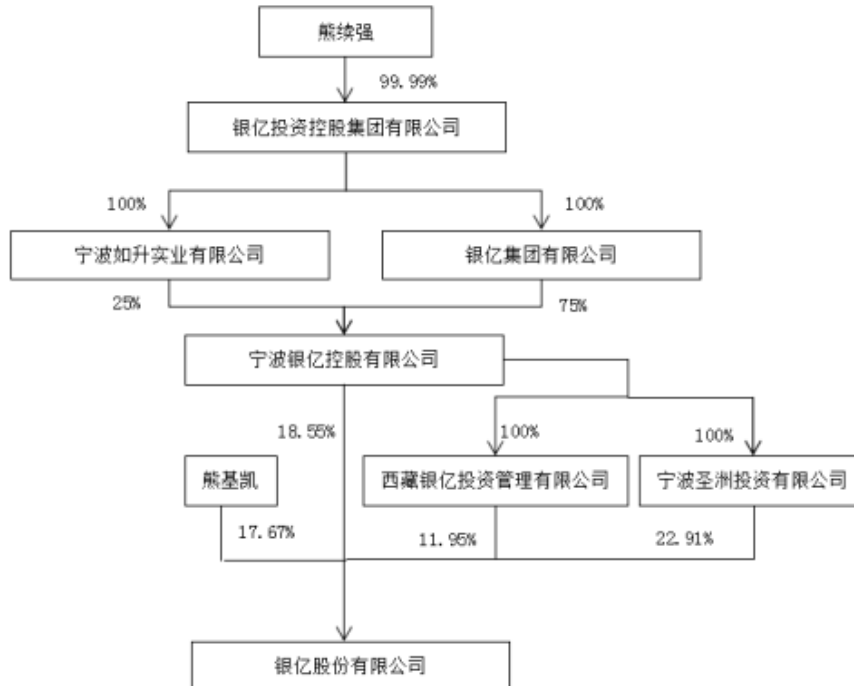 熊续强
99.99%
银亿投资控股集团有限公司
100%
100%
宁波如升实业有限公司
银亿集团有限公司
25%
75%
宁波银亿控股有限公司
18.55%
100%
100%
熊基凯
西藏银亿投资管理有限公司
宁波圣洲投资有限公司
17.67%
11.95%
22.91%
银亿股份有限公司